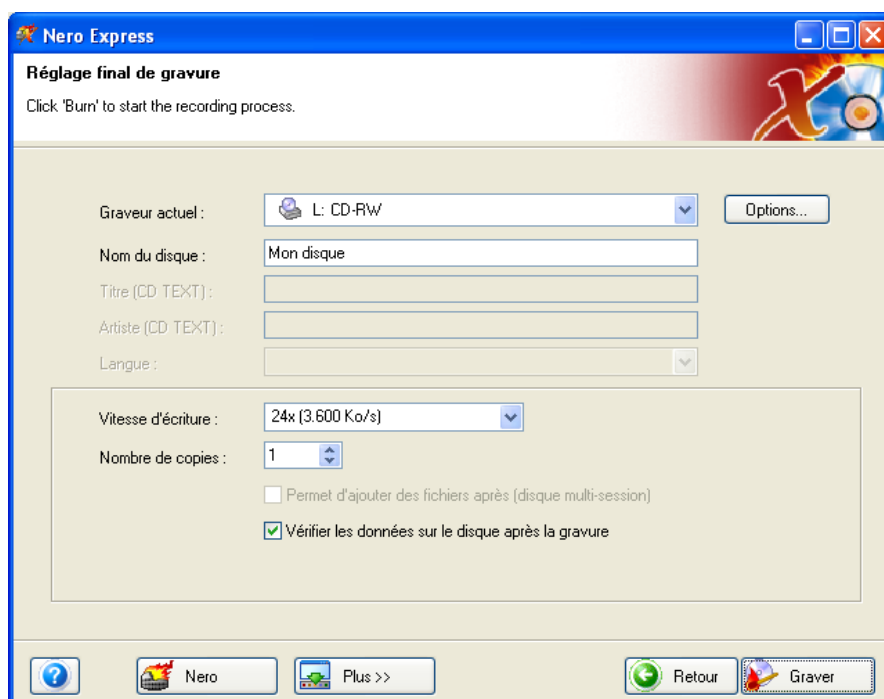 Nero Express
Réglage final de gravure
Click 'Burn' to start the recording process.
Graveur actuel : L: CD-RW Options...
Nom du disque : Mon disque
Titre (CD TEXT) :
Artiste (CD TEXT) :
Langue :
Vitesse d'écriture : 24x (3.600 Ko/s)
Nombre de copies : 1
Permet d'ajouter des fichiers après (disque multi-session)
Vérifier les données sur le disque après la gravure
? Nero Plus >> Retour Graver